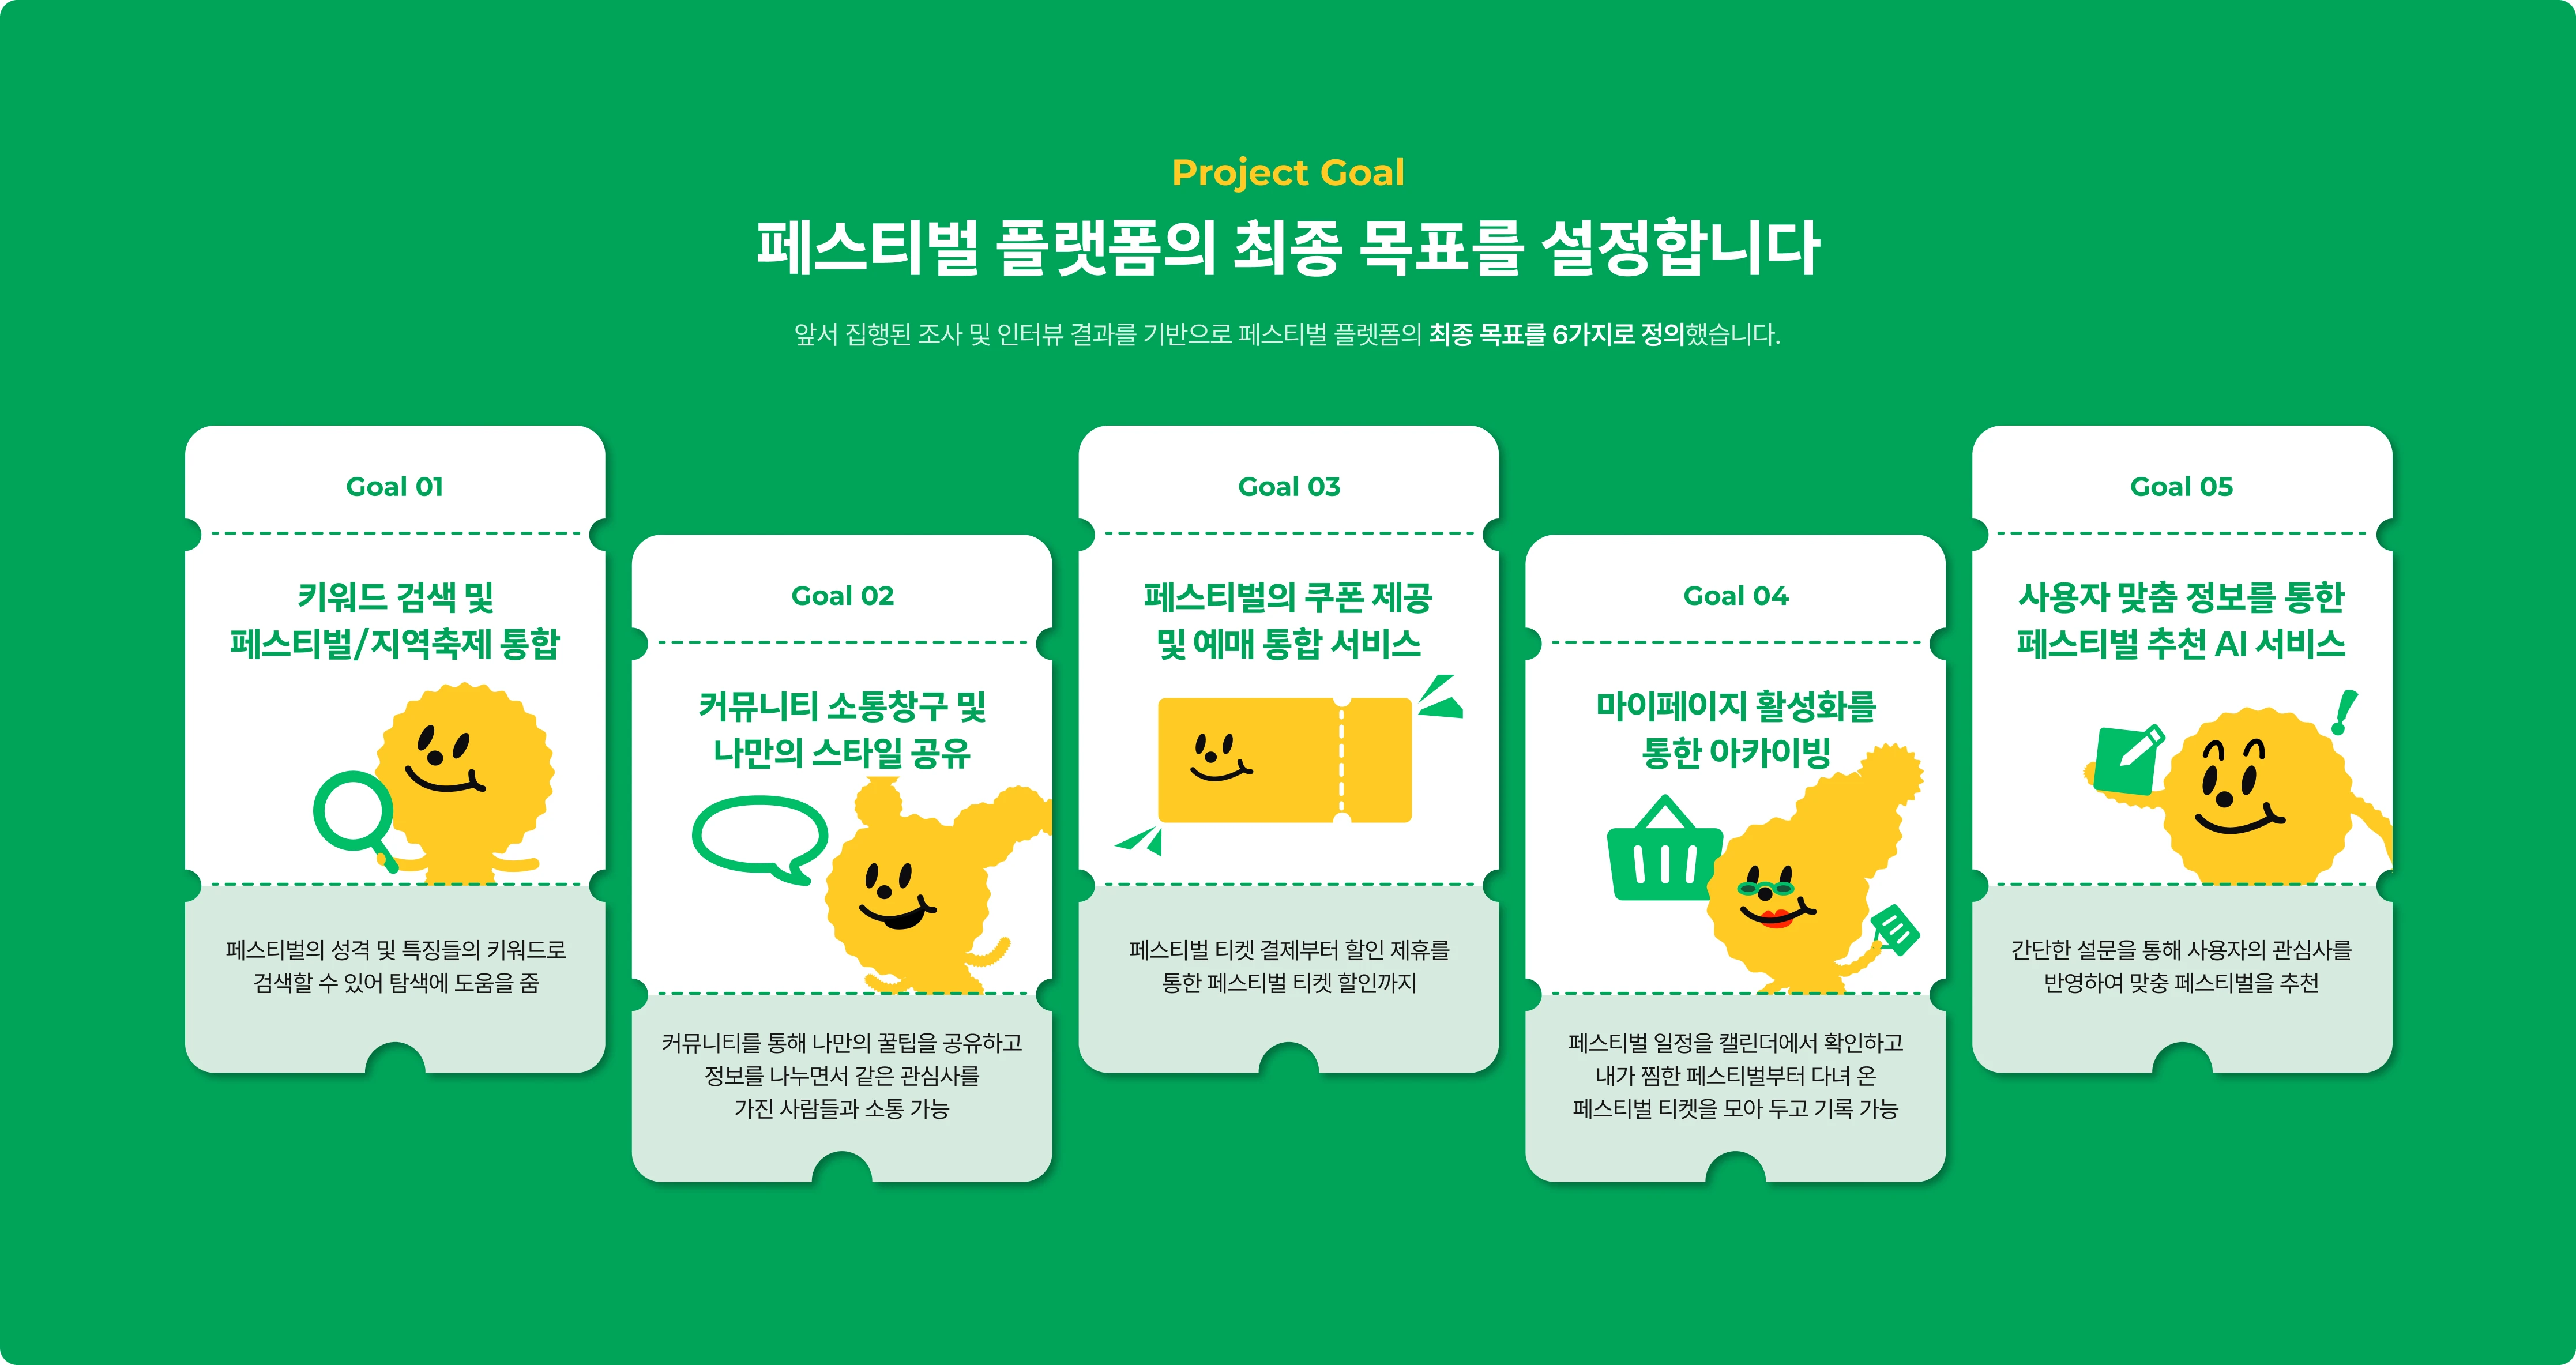 Project Goal
페스티벌 플랫폼의 최종 목표를 설정합니다
앞서 집행된 조사 및 인터뷰 결과를 기반으로 페스티벌 플렛폼의 최종 목표를 6가지로 정의했습니다.
Goal 01
키워드 검색 및
페스티벌/지역축제 통합
페스티벌의 성격 및 특징들의 키워드로
검색할 수 있어 탐색에 도움을 줌
Goal 02
커뮤니티 소통창구 및
나만의 스타일 공유
커뮤니티를 통해 나만의 꿀팁을 공유하고
정보를 나누면서 같은 관심사를
가진 사람들과 소통 가능
Goal 03
페스티벌의 쿠폰 제공
및 예매 통합 서비스
페스티벌 티켓 결제부터 할인 제휴를
통한 페스티벌 티켓 할인까지
Goal 04
마이페이지 활성화를
통한 아카이빙
페스티벌 일정을 캘린더에서 확인하고
내가 찜한 페스티벌부터 다녀 온
페스티벌 티켓을 모아 두고 기록 가능
Goal 05
사용자 맞춤 정보를 통한
페스티벌 추천 AI 서비스
간단한 설문을 통해 사용자의 관심사를
반영하여 맞충 페스티벌을 추천